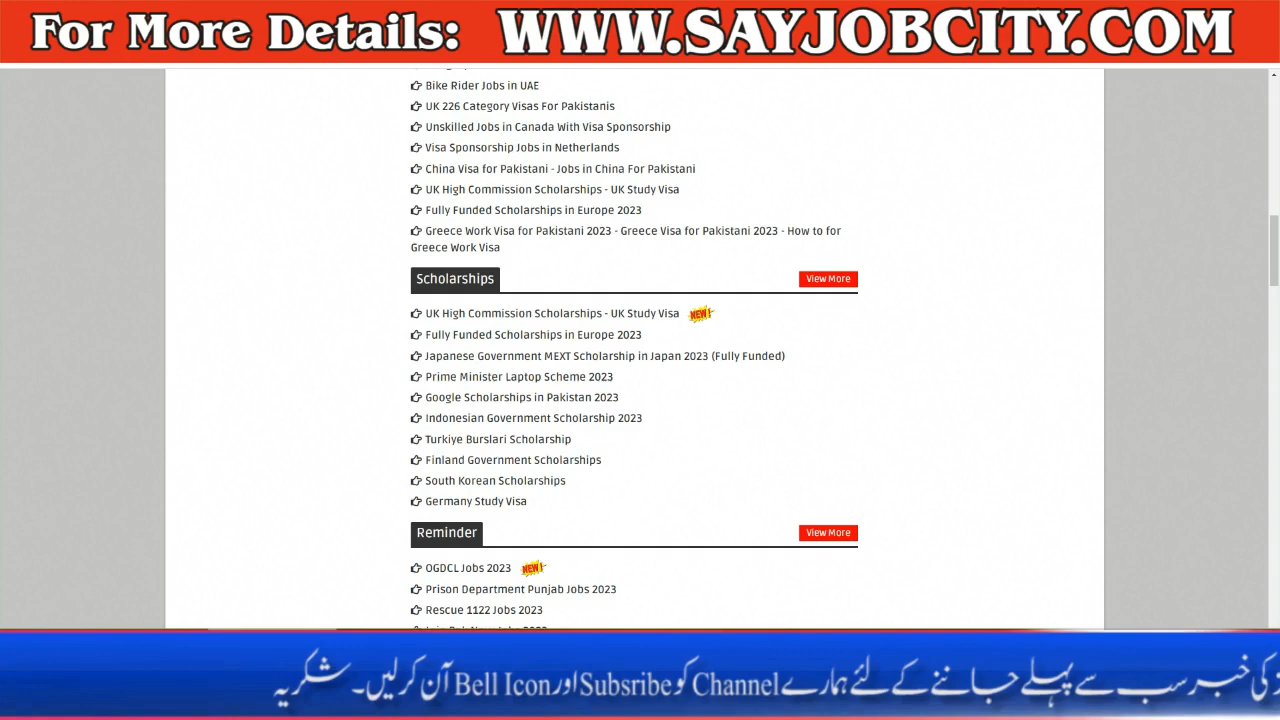 For More Details: WWW.SAYJOBCITY.COM
Bike Rider Jobs in UAE
UK 226 Category Visas For Pakistanis
Unskilled Jobs in Canada With Visa Sponsorship
Visa Sponsorship Jobs in Netherlands
China Visa for Pakistani - Jobs in China For Pakistani
UK High Commission Scholarships - UK Study Visa
Fully Funded Scholarships in Europe 2023
Greece Work Visa for Pakistani 2023 - Greece Visa for Pakistani 2023 - How to for
Greece Work Visa
Scholarships View More
UK High Commission Scholarships - UK Study Visa NEW!
Fully Funded Scholarships in Europe 2023
Japanese Government MEXT Scholarship in Japan 2023 (Fully Funded)
Prime Minister Laptop Scheme 2023
Google Scholarships in Pakistan 2023
Indonesian Government Scholarship 2023
Turkiye Burslari Scholarship
Finland Government Scholarships
South Korean Scholarships
Germany Study Visa
Reminder View More
OGDCL Jobs 2023 NEW!
Prison Department Punjab Jobs 2023
Rescue 1122 Jobs 2023
کی خبر سب سے پہلے جاننے کے لئے ہمارے Channel کو Subsribe اور Bell Icon آن کرلیں۔ شکریہ